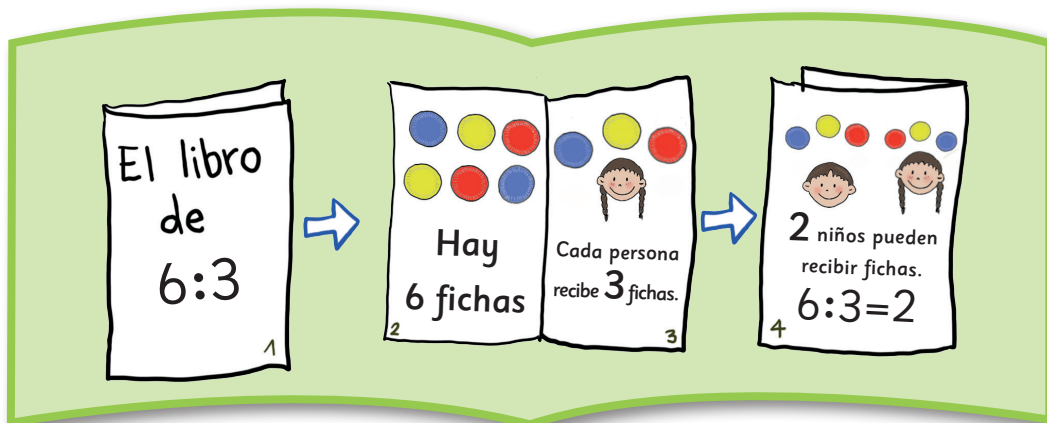 El libro
de
6:3
1
Hay
6 fichas
2
Cada persona
recibe 3 fichas.
3
2 niños pueden
recibir fichas.
6:3=2
4